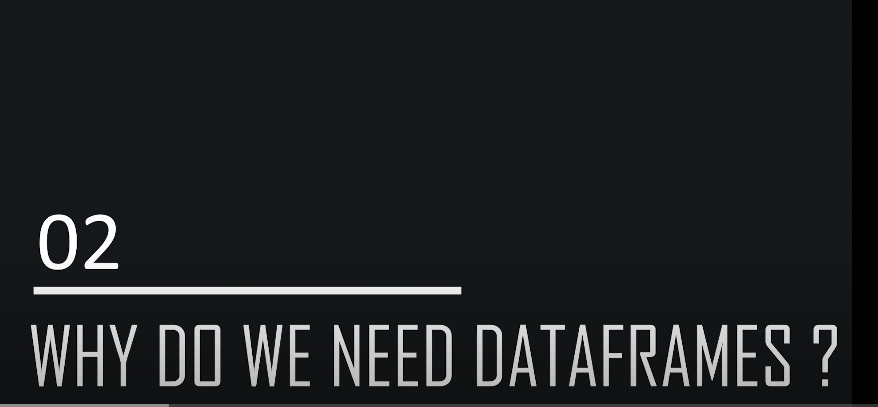 02
WHY DO WE NEED DATAFRAMES ?